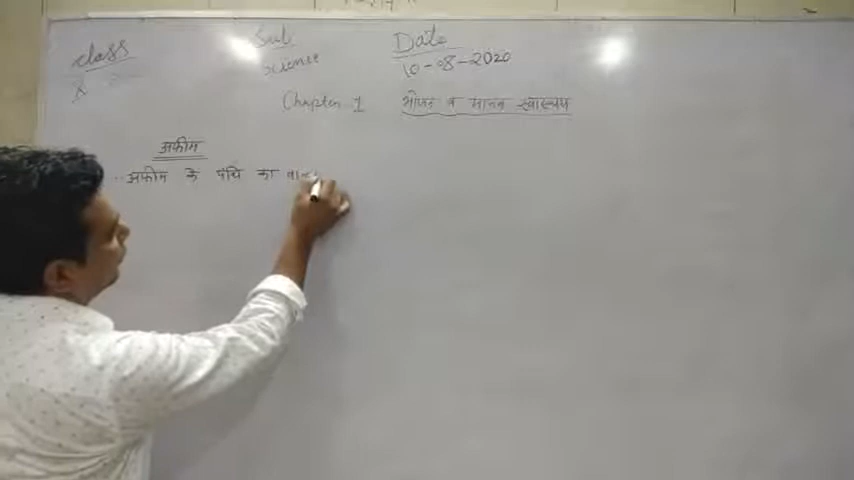 class Sub Date
X Science 10-08-2020
Chapter 1 भोजन व मानव स्वास्थ्य
अफीम
अफीम के पौधे का